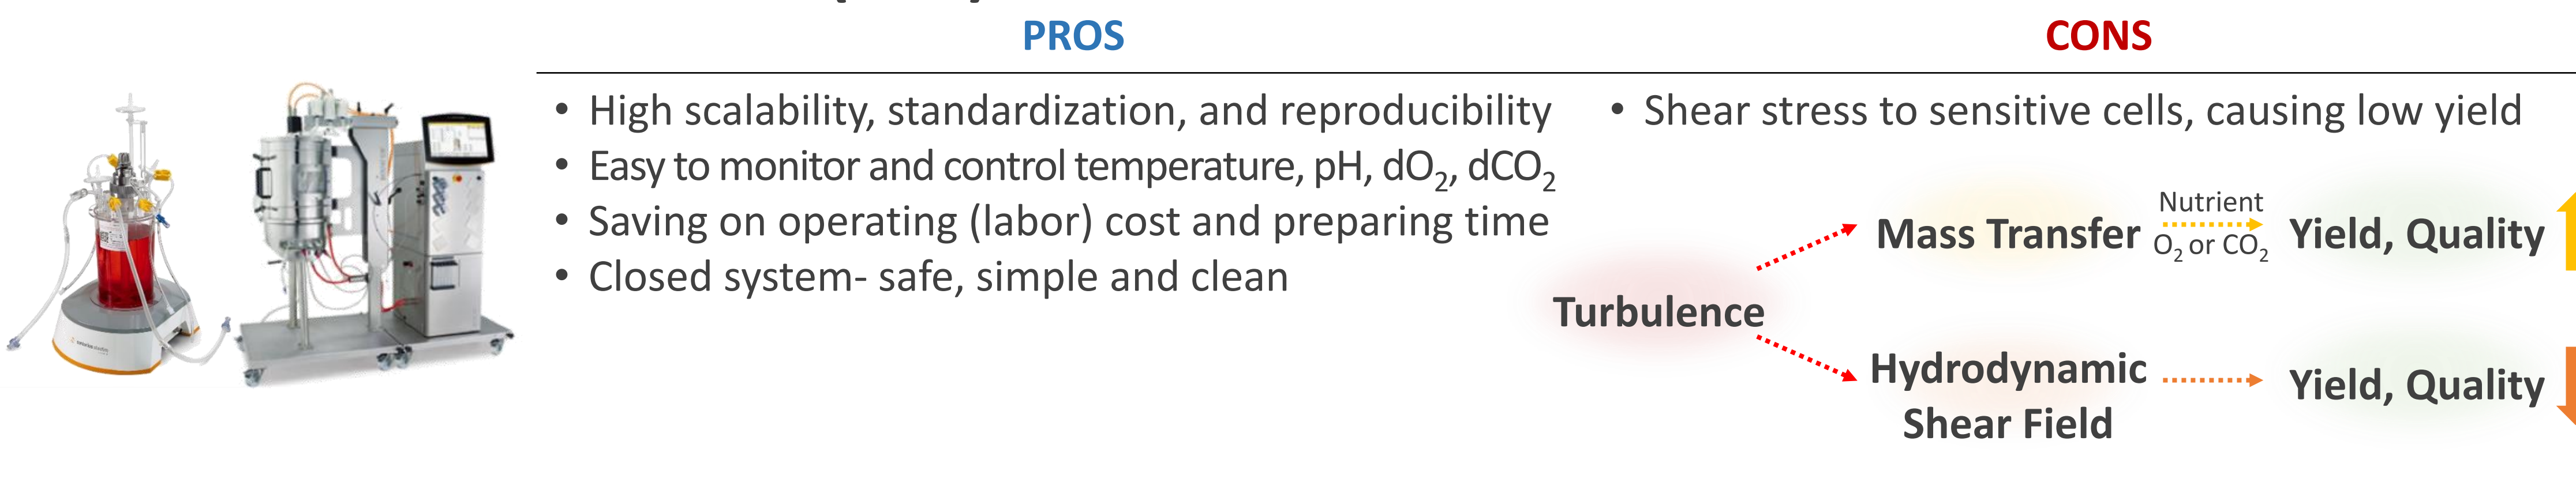 PROS
CONS
• High scalability, standardization, and reproducibility
• Easy to monitor and control temperature, pH, dO₂, dCO₂
• Saving on operating (labor) cost and preparing time
• Closed system- safe, simple and clean
• Shear stress to sensitive cells, causing low yield
Turbulence
Mass Transfer
Nutrient
O₂ or CO₂
Yield, Quality
Hydrodynamic
Shear Field
Yield, Quality